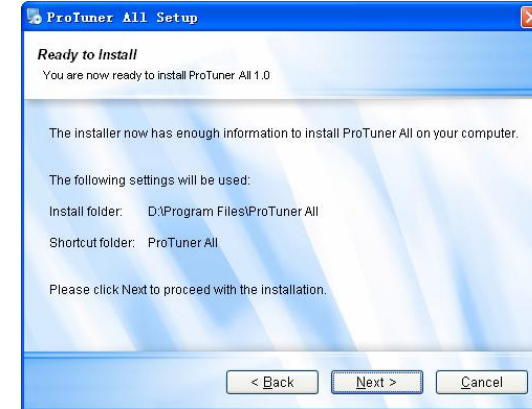 ProTuner All Setup
Ready to Install
You are now ready to install ProTuner All 1.0
The installer now has enough information to install ProTuner All on your computer.
The following settings will be used:
Install folder: D:\Program Files\ProTuner All
Shortcut folder: ProTuner All
Please click Next to proceed with the installation.
< Back Next > Cancel